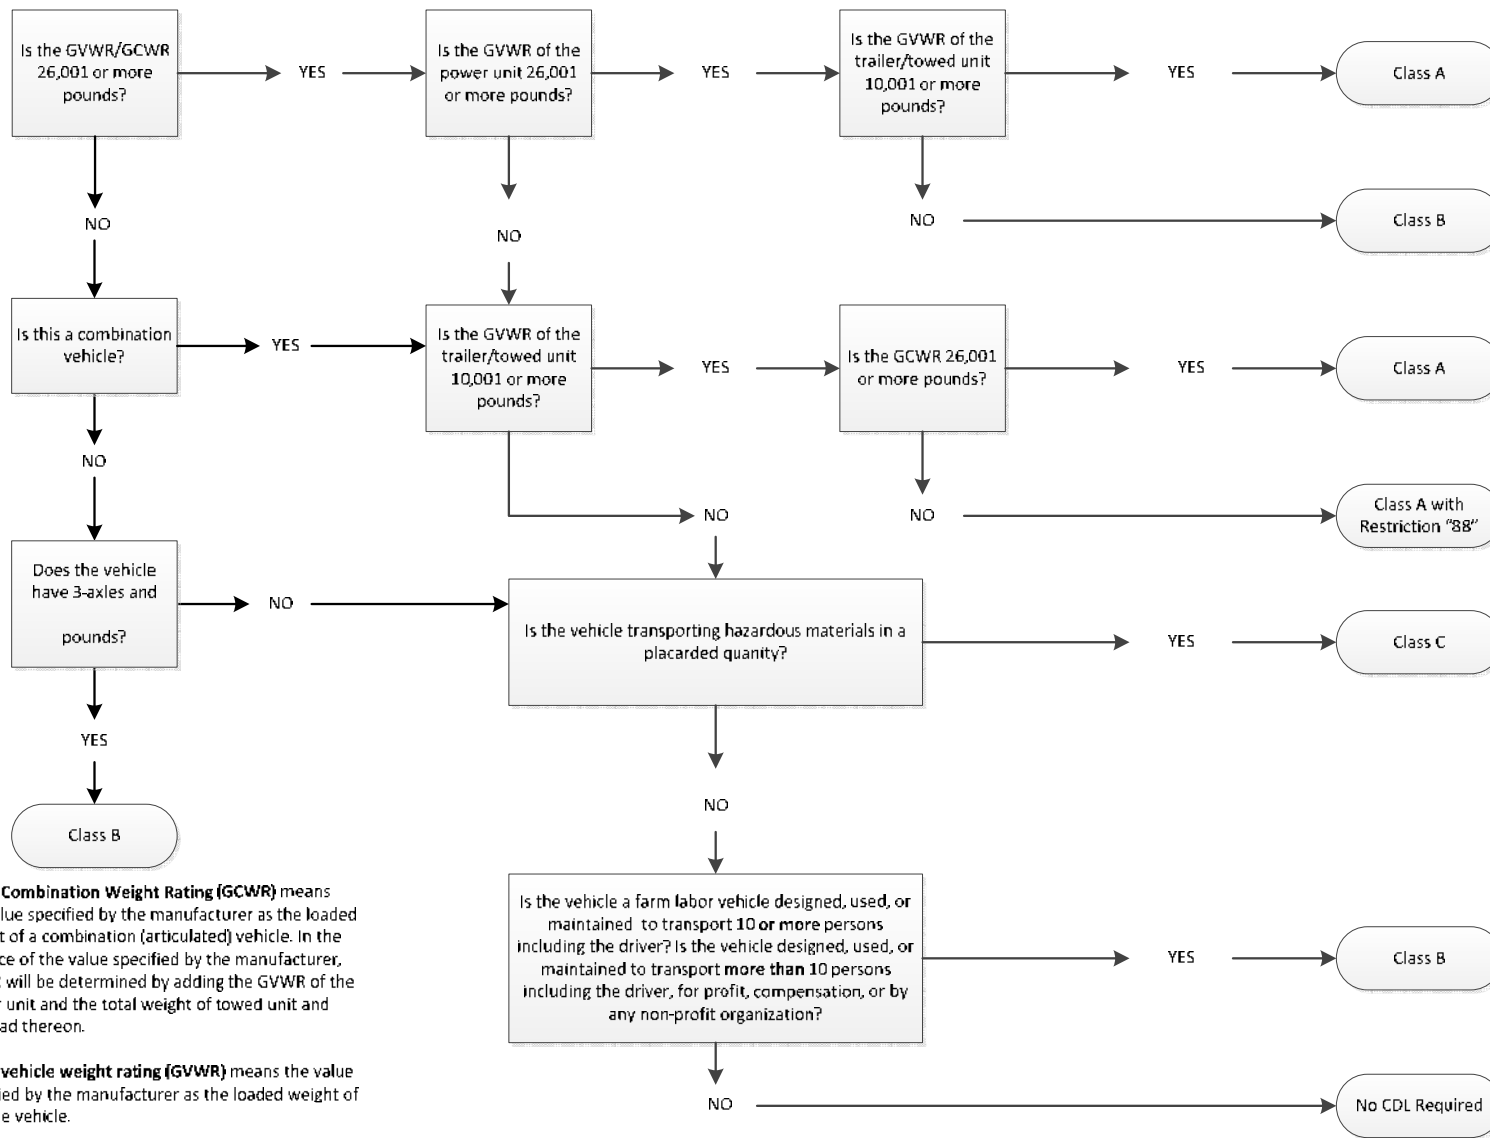 Is the GVWR/GCWR
26,001 or more
pounds?
YES
Is the GVWR of the
power unit 26,001
or more pounds?
YES
Is the GVWR of the
trailer/towed unit
10,001 or more
pounds?
YES
Class A
NO
NO
NO
Class B
Is this a combination
vehicle?
YES
Is the GVWR of the
trailer/towed unit
10,001 or more
pounds?
YES
Is the GCWR 26,001
or more pounds?
YES
Class A
NO
NO
NO
Class A with
Restriction "88"
Does the vehicle
have 3-axles and
pounds?
NO
Is the vehicle transporting hazardous materials in a
placarded quanity?
YES
Class C
YES
NO
Class B
Is the vehicle a farm labor vehicle designed, used, or
maintained to transport 10 or more persons
including the driver? Is the vehicle designed, used, or
maintained to transport more than 10 persons
including the driver, for profit, compensation, or by
any non-profit organization?
YES
Class B
NO
No CDL Required
Combination Weight Rating (GCWR) means
specified by the manufacturer as the loaded
of a combination (articulated) vehicle. In the
of the value specified by the manufacturer,
will be determined by adding the GVWR of the
unit and the total weight of towed unit and
thereon.
vehicle weight rating (GVWR) means the value
by the manufacturer as the loaded weight of
vehicle.